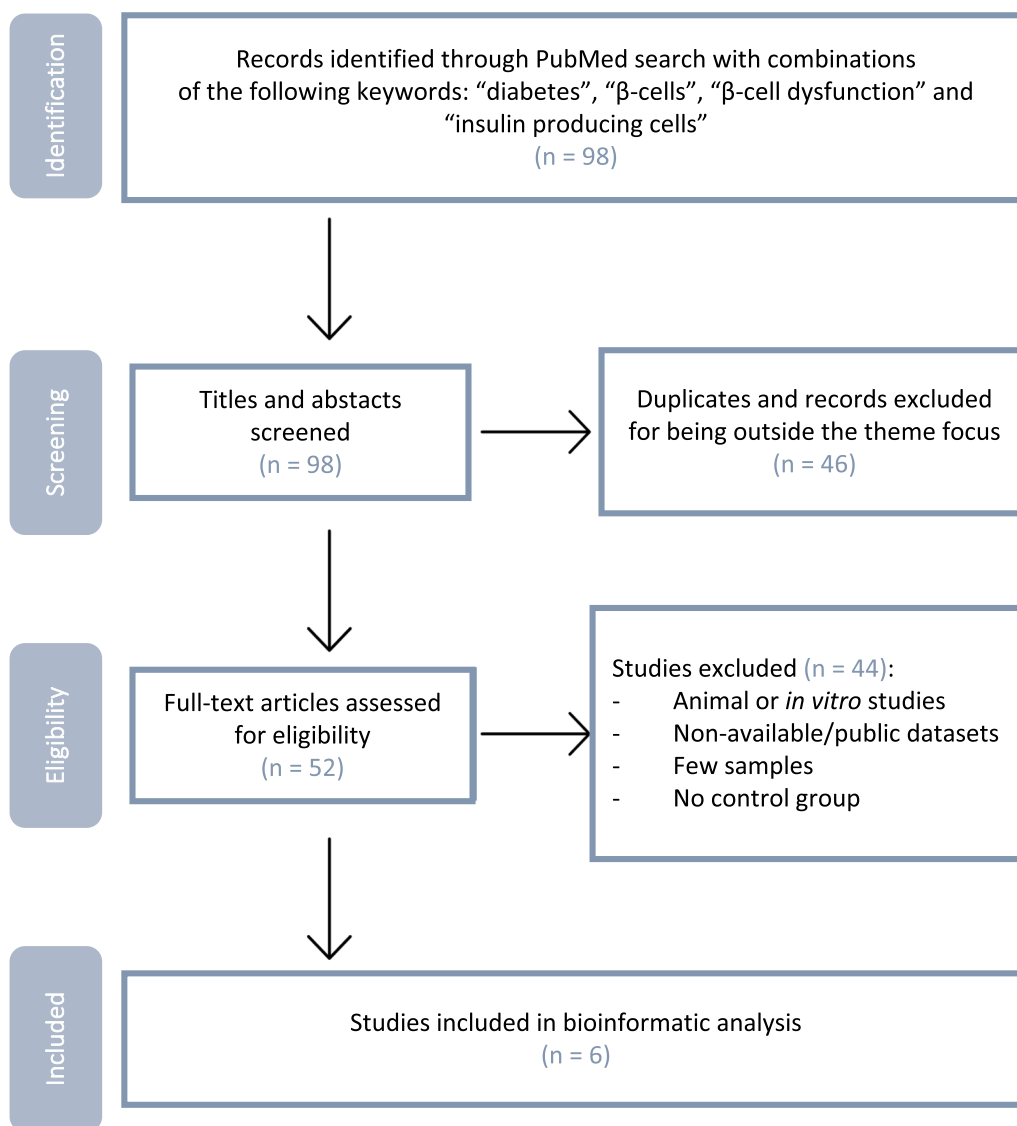 Identification
Records identified through PubMed search with combinations
of the following keywords: “diabetes”, “β-cells”, “β-cell dysfunction” and
“insulin producing cells”
(n = 98)
Screening
Titles and abstacts
screened
(n = 98)
Duplicates and records excluded
for being outside the theme focus
(n = 46)
Eligibility
Full-text articles assessed
for eligibility
(n = 52)
Studies excluded (n = 44):
- Animal or in vitro studies
- Non-available/public datasets
- Few samples
- No control group
Included
Studies included in bioinformatic analysis
(n = 6)